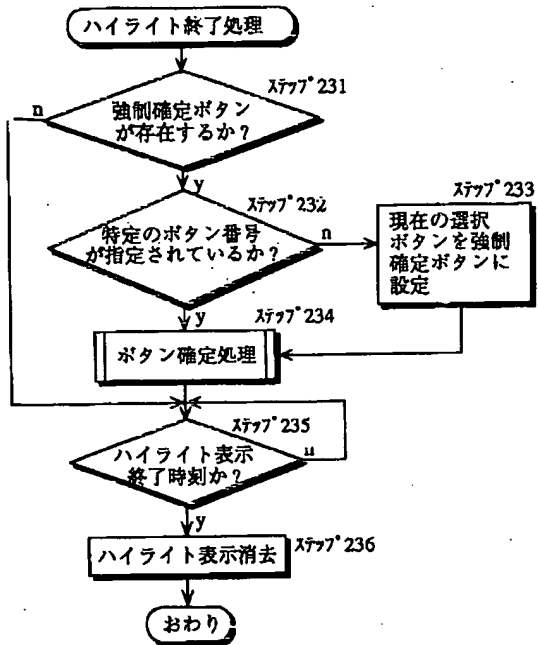 ハイライト終了処理
ステップ231
強制確定ボタン
が存在するか？
n
y
ステップ232
特定のボタン番号
が指定されているか？
n
y
ステップ233
現在の選択
ボタンを強制
確定ボタンに
設定
ステップ234
ボタン確定処理
ステップ235
ハイライト表示
終了時刻か？
n
y
ステップ236
ハイライト表示消去
おわり